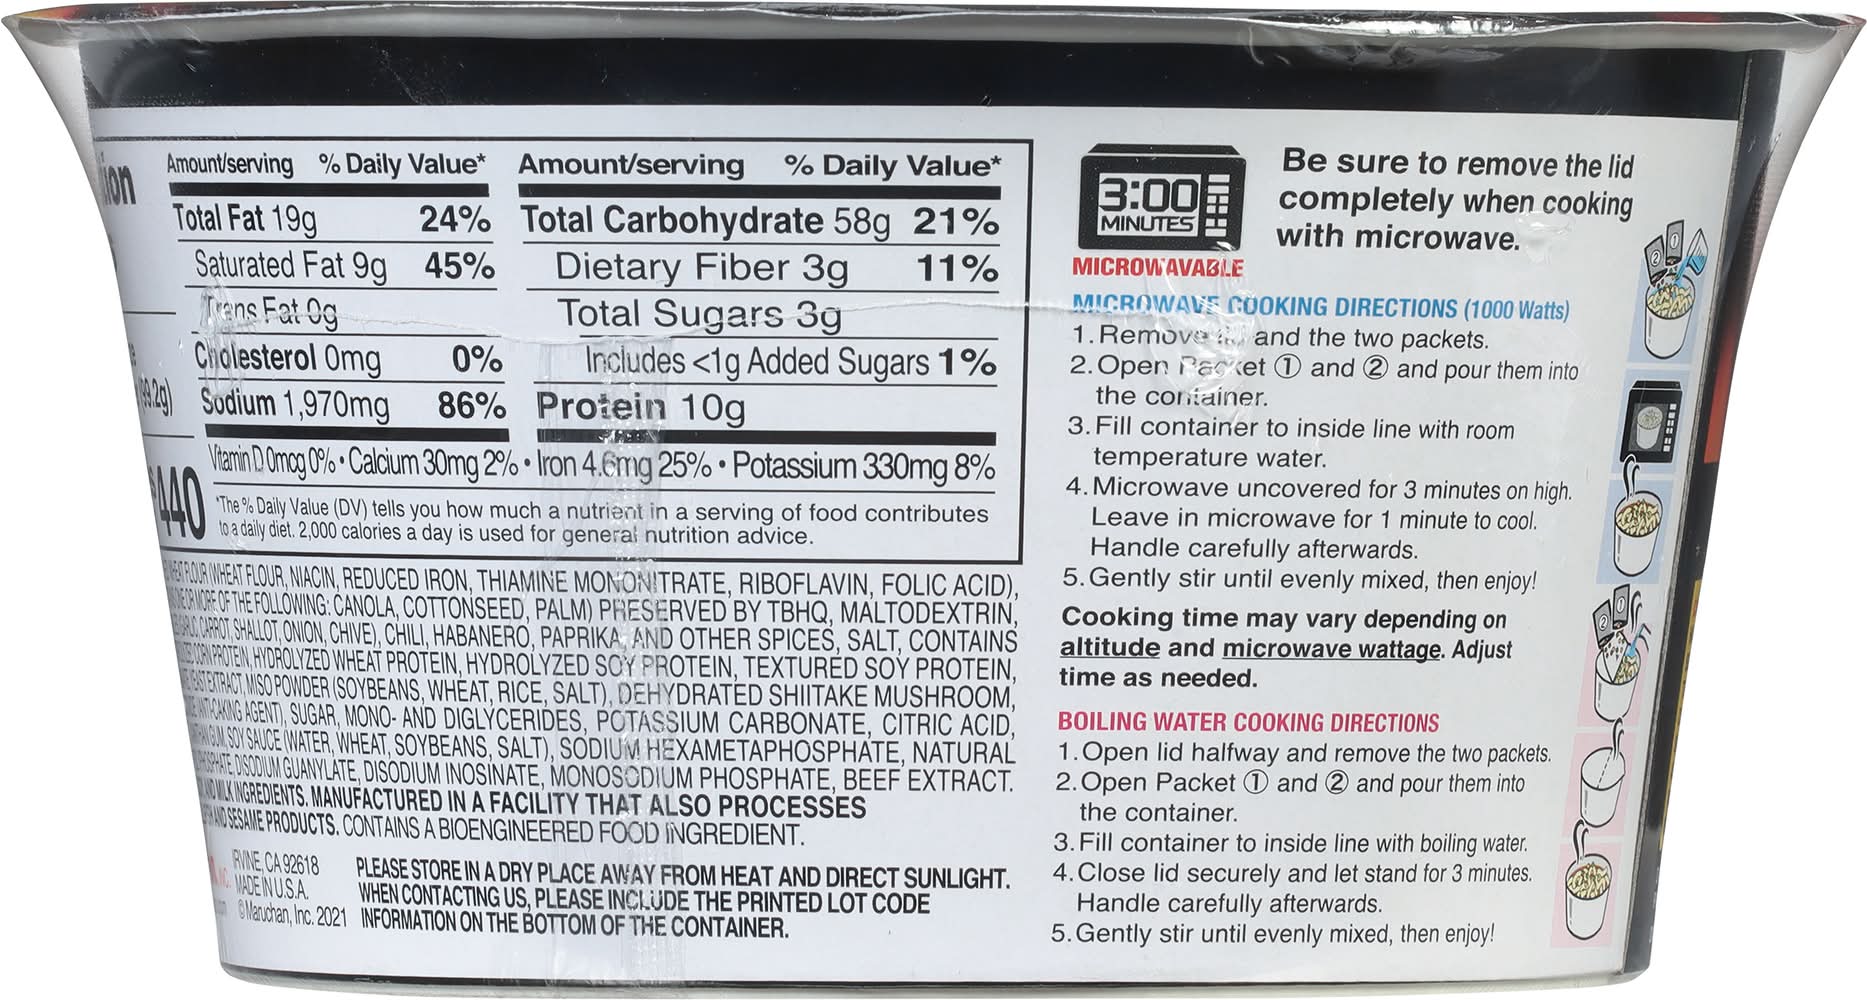 Amount/serving % Daily Value*
Total Fat 19g 24%
Saturated Fat 9g 45%
Trans Fat 0g
Cholesterol 0mg 0%
Sodium 1,970mg 86%
Amount/serving % Daily Value*
Total Carbohydrate 58g 21%
Dietary Fiber 3g 11%
Total Sugars 3g
Includes <1g Added Sugars 1%
Protein 10g
(99.2g)
440
Vitamin D 0mcg 0% • Calcium 30mg 2% • Iron 4.6mg 25% • Potassium 330mg 8%
*The % Daily Value (DV) tells you how much a nutrient in a serving of food contributes
to a daily diet. 2,000 calories a day is used for general nutrition advice.
FLOUR (WHEAT FLOUR, NIACIN, REDUCED IRON, THIAMINE MONONITRATE, RIBOFLAVIN, FOLIC ACID),
OR MORE OF THE FOLLOWING: CANOLA, COTTONSEED, PALM) PRESERVED BY TBHQ, MALTODEXTRIN,
CARROT, SHALLOT, ONION, CHIVE), CHILI, HABANERO, PAPRIKA AND OTHER SPICES, SALT, CONTAINS
CORN PROTEIN, HYDROLYZED WHEAT PROTEIN, HYDROLYZED SOY PROTEIN, TEXTURED SOY PROTEIN,
EXTRACT, MISO POWDER (SOYBEANS, WHEAT, RICE, SALT), DEHYDRATED SHIITAKE MUSHROOM,
ANTI-CAKING AGENT), SUGAR, MONO- AND DIGLYCERIDES, POTASSIUM CARBONATE, CITRIC ACID,
GUM, SOY SAUCE (WATER, WHEAT, SOYBEANS, SALT), SODIUM HEXAMETAPHOSPHATE, NATURAL
DISODIUM GUANYLATE, DISODIUM INOSINATE, MONOSODIUM PHOSPHATE, BEEF EXTRACT.
MILK INGREDIENTS. MANUFACTURED IN A FACILITY THAT ALSO PROCESSES
AND SESAME PRODUCTS. CONTAINS A BIOENGINEERED FOOD INGREDIENT.
IRVINE, CA 92618
MADE IN U.S.A.
©Maruchan, Inc. 2021
PLEASE STORE IN A DRY PLACE AWAY FROM HEAT AND DIRECT SUNLIGHT.
WHEN CONTACTING US, PLEASE INCLUDE THE PRINTED LOT CODE
INFORMATION ON THE BOTTOM OF THE CONTAINER.
3:00
MINUTES
MICROWAVABLE
Be sure to remove the lid
completely when cooking
with microwave.
MICROWAVE COOKING DIRECTIONS (1000 Watts)
1. Remove lid and the two packets.
2. Open Packet ① and ② and pour them into
the container.
3. Fill container to inside line with room
temperature water.
4. Microwave uncovered for 3 minutes on high.
Leave in microwave for 1 minute to cool.
Handle carefully afterwards.
5. Gently stir until evenly mixed, then enjoy!
Cooking time may vary depending on
altitude and microwave wattage. Adjust
time as needed.
BOILING WATER COOKING DIRECTIONS
1. Open lid halfway and remove the two packets.
2. Open Packet ① and ② and pour them into
the container.
3. Fill container to inside line with boiling water.
4. Close lid securely and let stand for 3 minutes.
Handle carefully afterwards.
5. Gently stir until evenly mixed, then enjoy!